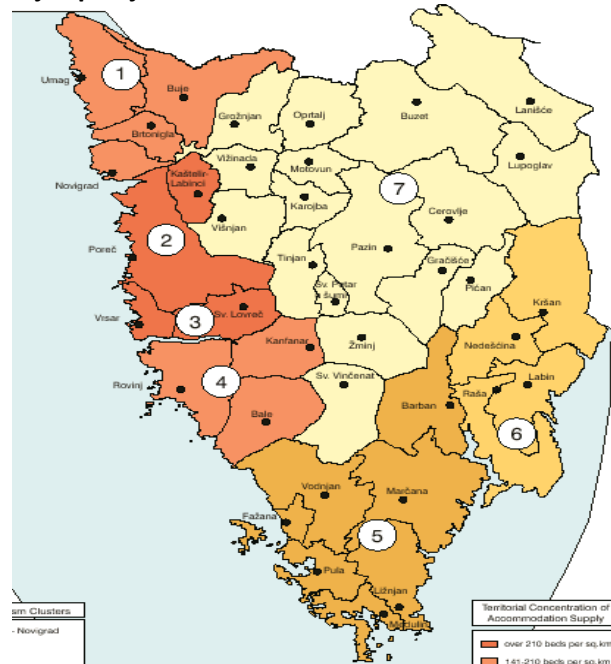 1
Umag
Buje
Brtonigla
Grožnjan
Oprtalj
Buzet
Lanišće
Lupoglav
Novigrad
Kaštelir-
Labinci
Vižinada
Motovun
7
Karojba
Cerovlje
2
Višnjan
Poreč
Tinjan
Pazin
Gračišće
Sv. Petar
u šumi
Pićan
Kršan
Vrsar
3
Sv. Lovreč
Kanfanar
Žminj
Nedešćina
Rovinj
4
Sv. Vinčenat
Labin
Raša
Barban
Bale
6
Vodnjan
Marčana
Fažana
5
Pula
Ližnjan
Medulin
sm Clusters
- Novigrad
Territorial Concentration of
Accommodation Supply
over 210 beds per sq.km
141-210 beds per sq.km